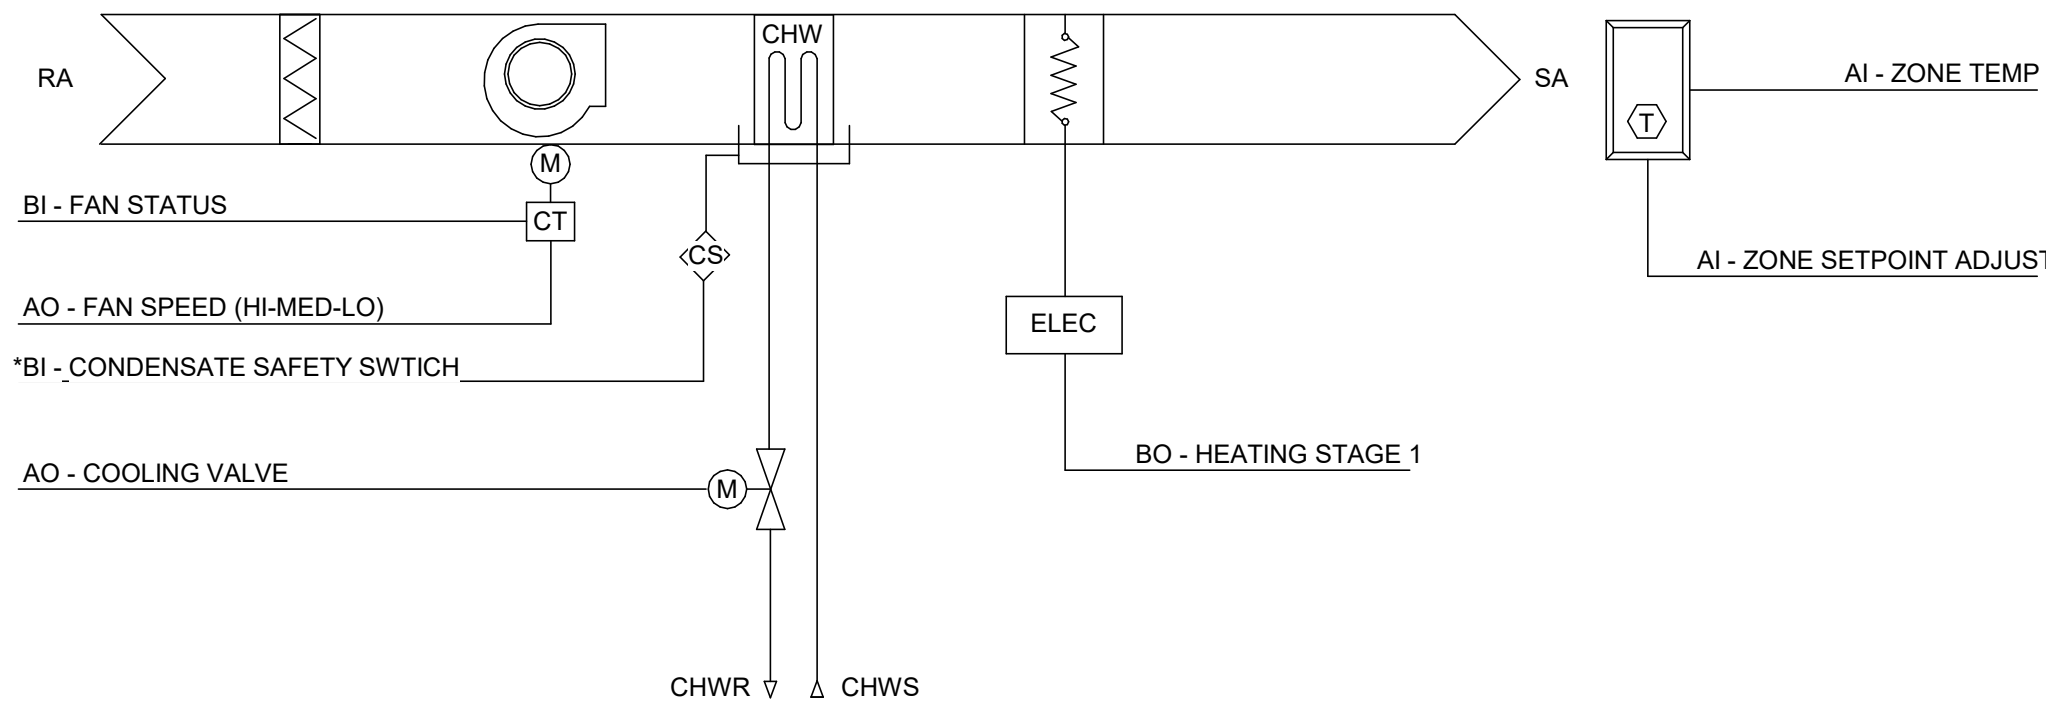 CHW
RA
SA
AI - ZONE TEMP
T
M
BI - FAN STATUS
CT
CS
AI - ZONE SETPOINT ADJUST
AO - FAN SPEED (HI-MED-LO)
ELEC
*BI - CONDENSATE SAFETY SWTICH
BO - HEATING STAGE 1
AO - COOLING VALVE
M
CHWR
CHWS